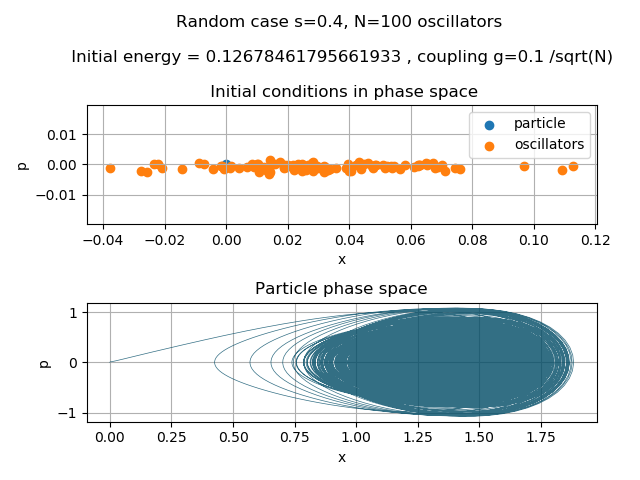 Random case s=0.4, N=100 oscillators
Initial energy = 0.12678461795661933 , coupling g=0.1 /sqrt(N)
Initial conditions in phase space
particle
oscillators
0.01
0.00
−0.01
p
−0.04 −0.02 0.00 0.02 0.04 0.06 0.08 0.10 0.12
x
Particle phase space
1
0
−1
p
0.00 0.25 0.50 0.75 1.00 1.25 1.50 1.75
x